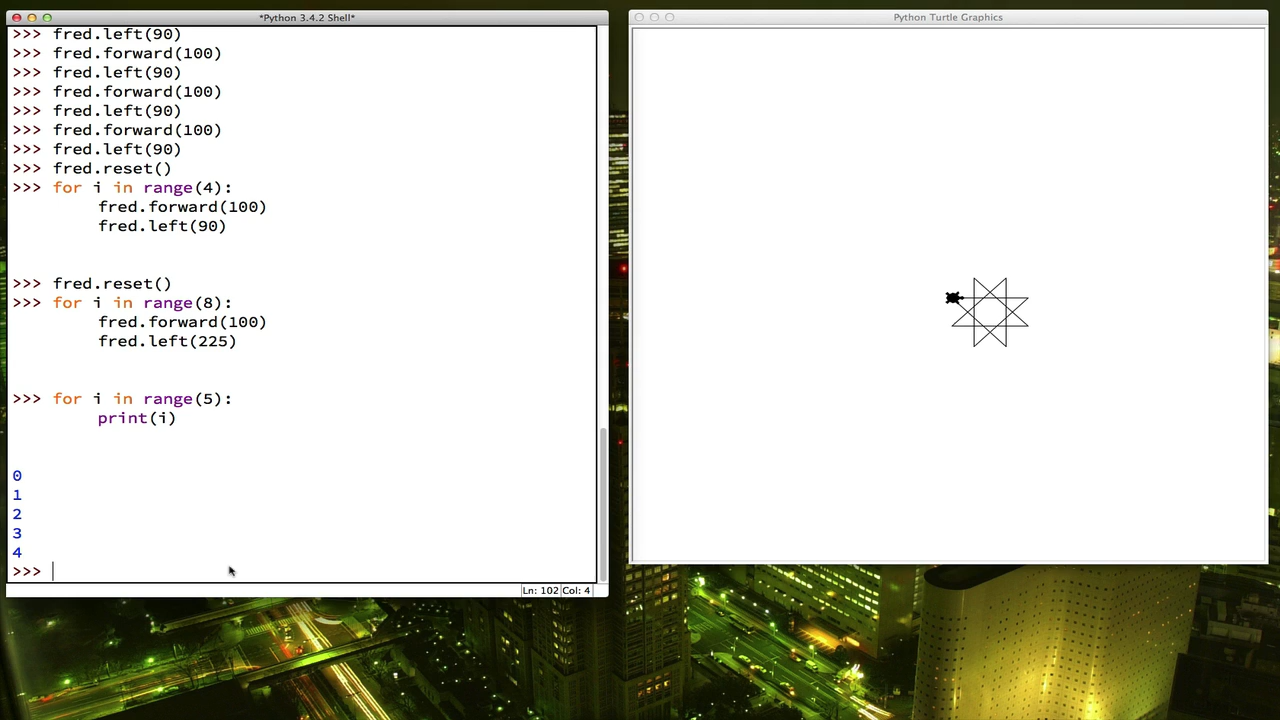 *Python 3.4.2 Shell*
>>> fred.left(90)
>>> fred.forward(100)
>>> fred.left(90)
>>> fred.forward(100)
>>> fred.left(90)
>>> fred.forward(100)
>>> fred.left(90)
>>> fred.reset()
>>> for i in range(4):
fred.forward(100)
fred.left(90)
>>> fred.reset()
>>> for i in range(8):
fred.forward(100)
fred.left(225)
>>> for i in range(5):
print(i)
0
1
2
3
4
>>>
Ln: 102 Col: 4
Python Turtle Graphics